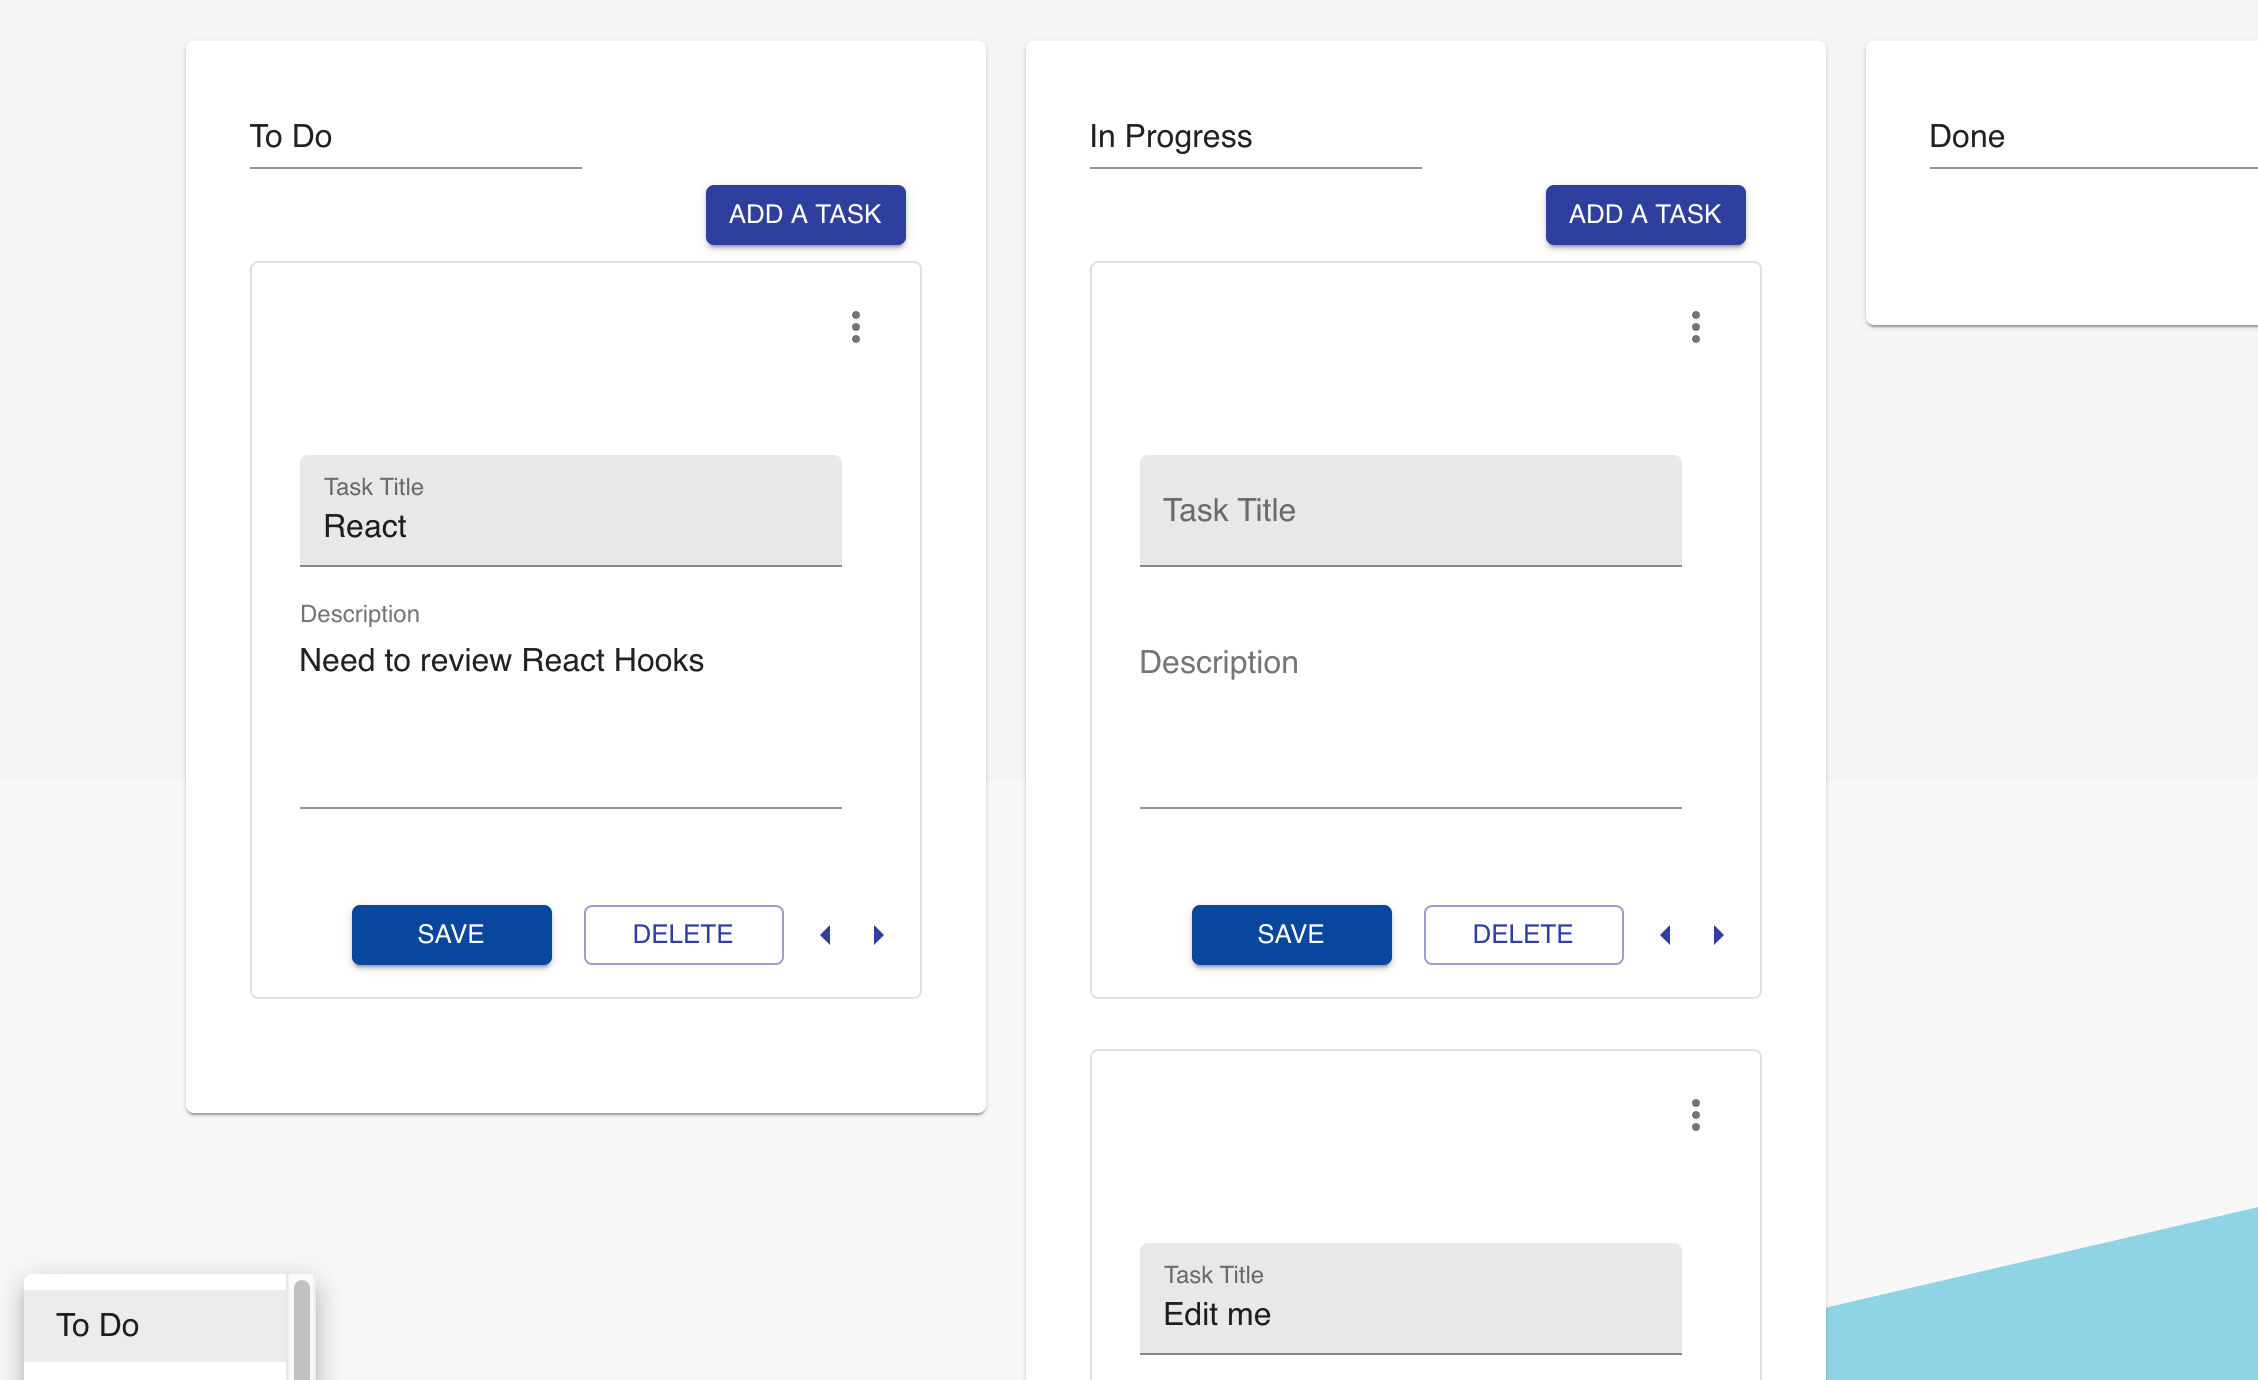 To Do
ADD A TASK
Task Title
React
Description
Need to review React Hooks
SAVE
DELETE
In Progress
ADD A TASK
Task Title
Description
SAVE
DELETE
Task Title
Edit me
Done
To Do